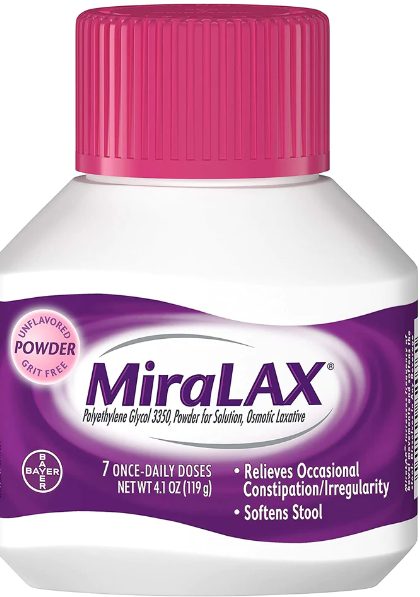 UNFLAVORED
POWDER
GRIT FREE
MiraLAX®
Polyethylene Glycol 3350, Powder for Solution, Osmotic Laxative
7 ONCE-DAILY DOSES
NET WT 4.1 OZ (119 g)
• Relieves Occasional
Constipation/Irregularity
• Softens Stool
BAYER
BAYER